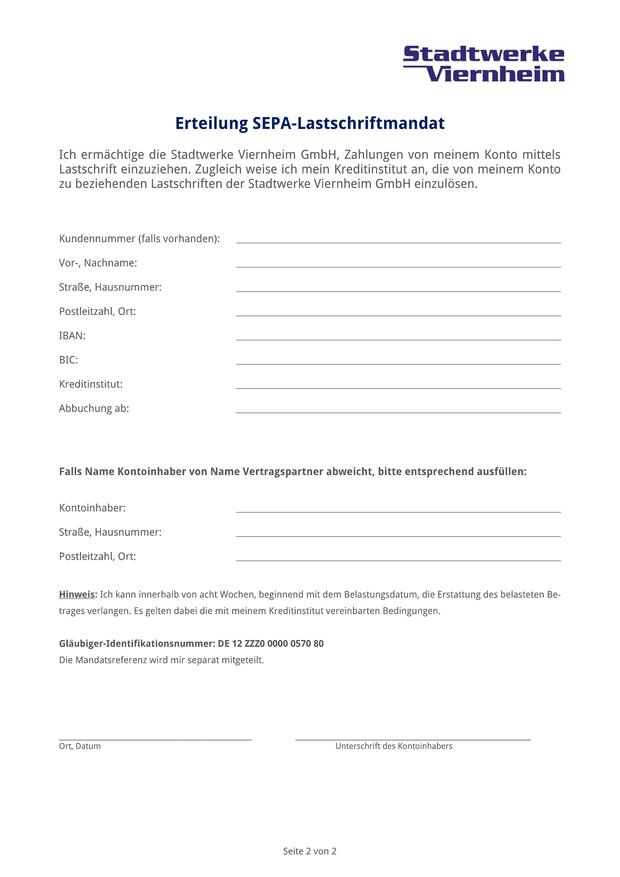 Stadtwerke
Viernheim
Erteilung SEPA-Lastschriftmandat
Ich ermächtige die Stadtwerke Viernheim GmbH, Zahlungen von meinem Konto mittels
Lastschrift einzuziehen. Zugleich weise ich mein Kreditinstitut an, die von meinem Konto
zu beziehenden Lastschriften der Stadtwerke Viernheim GmbH einzulösen.
Kundennummer (falls vorhanden):
Vor-, Nachname:
Straße, Hausnummer:
Postleitzahl, Ort:
IBAN:
BIC:
Kreditinstitut:
Abbuchung ab:
Falls Name Kontoinhaber von Name Vertragspartner abweicht, bitte entsprechend ausfüllen:
Kontoinhaber:
Straße, Hausnummer:
Postleitzahl, Ort:
Hinweis: Ich kann innerhalb von acht Wochen, beginnend mit dem Belastungsdatum, die Erstattung des belasteten Be-
trages verlangen. Es gelten dabei die mit meinem Kreditinstitut vereinbarten Bedingungen.
Gläubiger-Identifikationsnummer: DE 12 ZZZ0 0000 0570 80
Die Mandatsreferenz wird mir separat mitgeteilt.
Ort, Datum
Unterschrift des Kontoinhabers
Seite 2 von 2